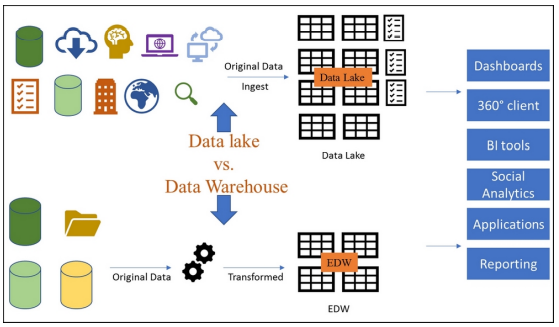 Original Data
Ingest
Data Lake
Data Lake
Data lake
vs.
Data Warehouse
Original Data
Transformed
EDW
EDW
Dashboards
360° client
BI tools
Social
Analytics
Applications
Reporting